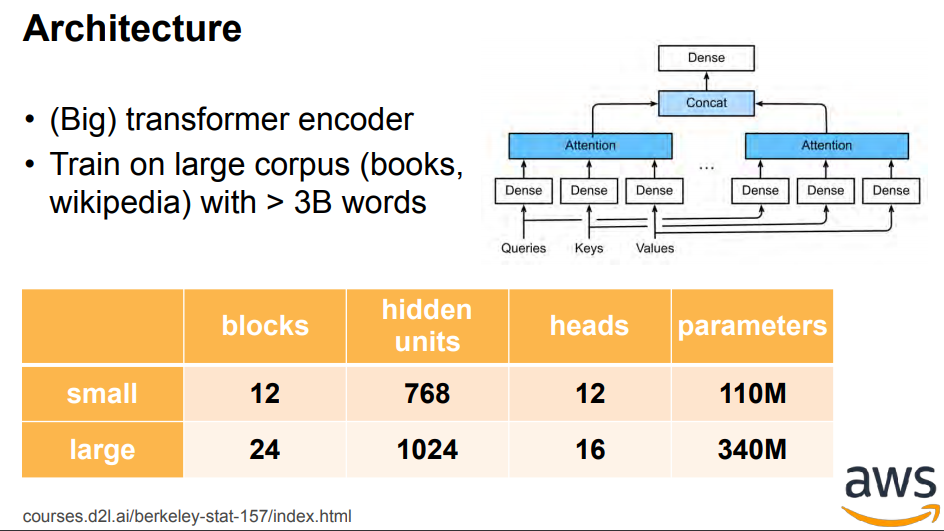 Architecture
• (Big) transformer encoder
• Train on large corpus (books,
wikipedia) with > 3B words
Dense
Concat
Attention Attention
...
Dense Dense Dense Dense Dense Dense
Queries Keys Values
blocks hidden units heads parameters
small 12 768 12 110M
large 24 1024 16 340M
aws
courses.d2l.ai/berkeley-stat-157/index.html